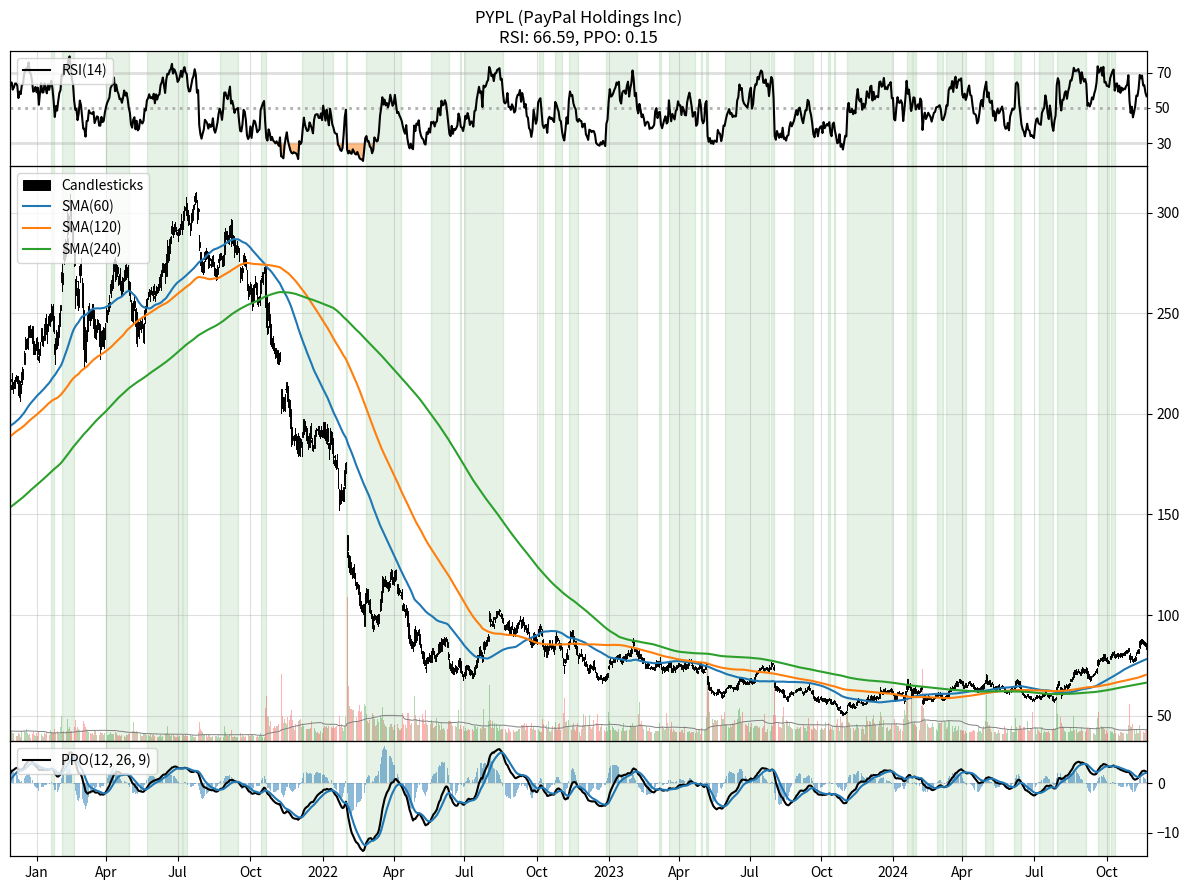 PYPL (PayPal Holdings Inc)
RSI: 66.59, PPO: 0.15
RSI(14)
70
50
30
Candlesticks
SMA(60)
SMA(120)
SMA(240)
300
250
200
150
100
50
PPO(12, 26, 9)
0
−10
Jan Apr Jul Oct 2022 Apr Jul Oct 2023 Apr Jul Oct 2024 Apr Jul Oct